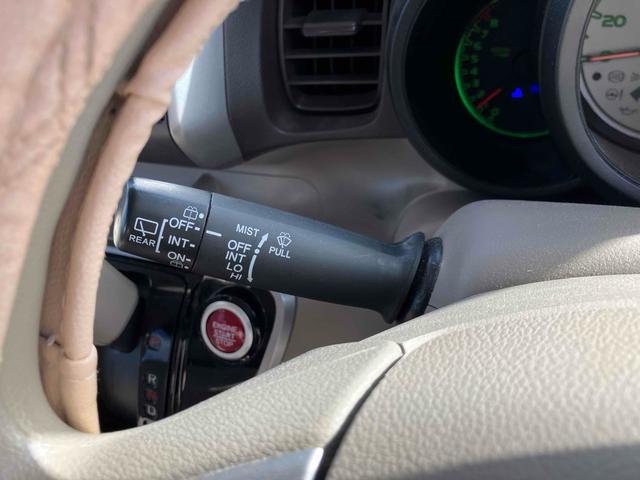 REAR
OFF
INT
ON
MIST
OFF
INT
LO
HI
PULL
ENGINE
START
STOP
R
D
20